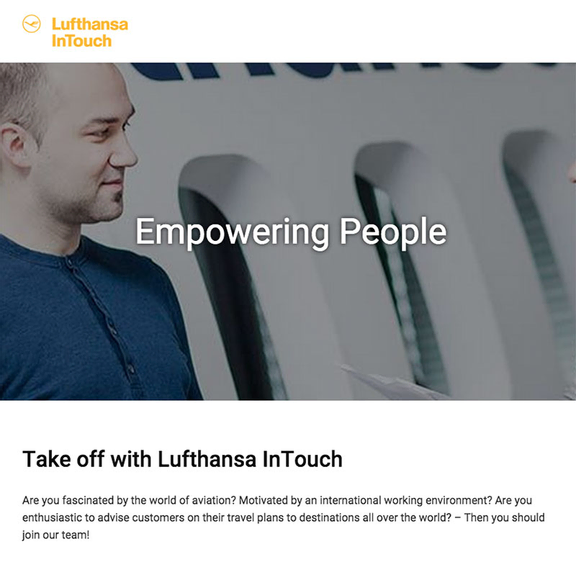 Lufthansa
InTouch
Empowering People
Take off with Lufthansa InTouch
Are you fascinated by the world of aviation? Motivated by an international working environment? Are you
enthusiastic to advise customers on their travel plans to destinations all over the world? – Then you should
join our team!